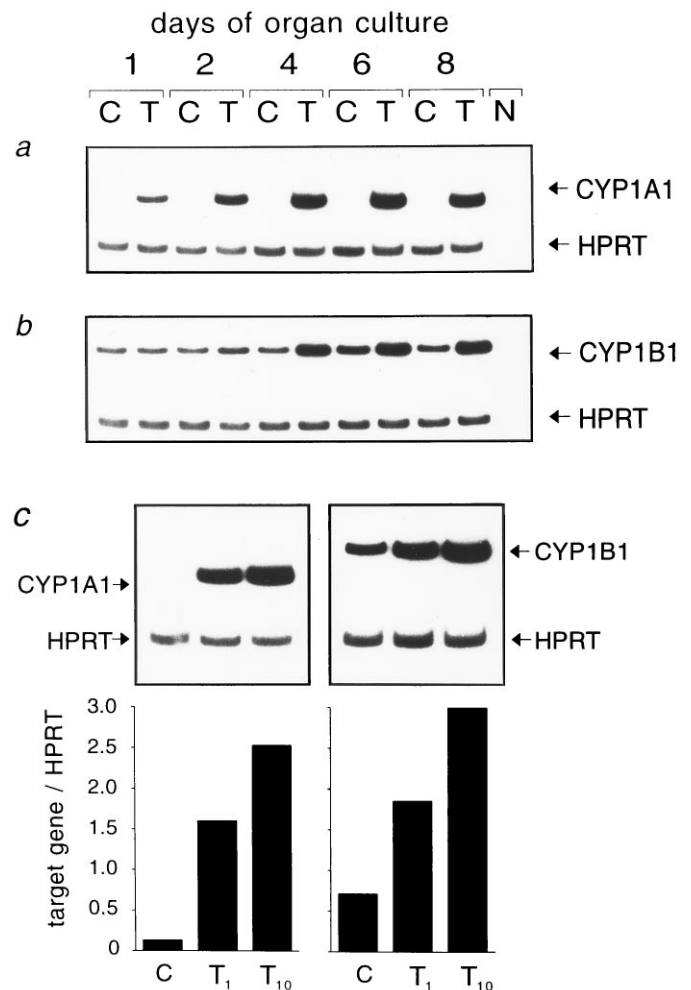 days of organ culture
1 2 4 6 8
C T C T C T C T C T N
a
← CYP1A1
← HPRT
b
← CYP1B1
← HPRT
c
CYP1A1→
HPRT→
←CYP1B1
←HPRT
target gene / HPRT
3.0
2.5
2.0
1.5
1.0
0.5
0
C T₁ T₁₀ C T₁ T₁₀